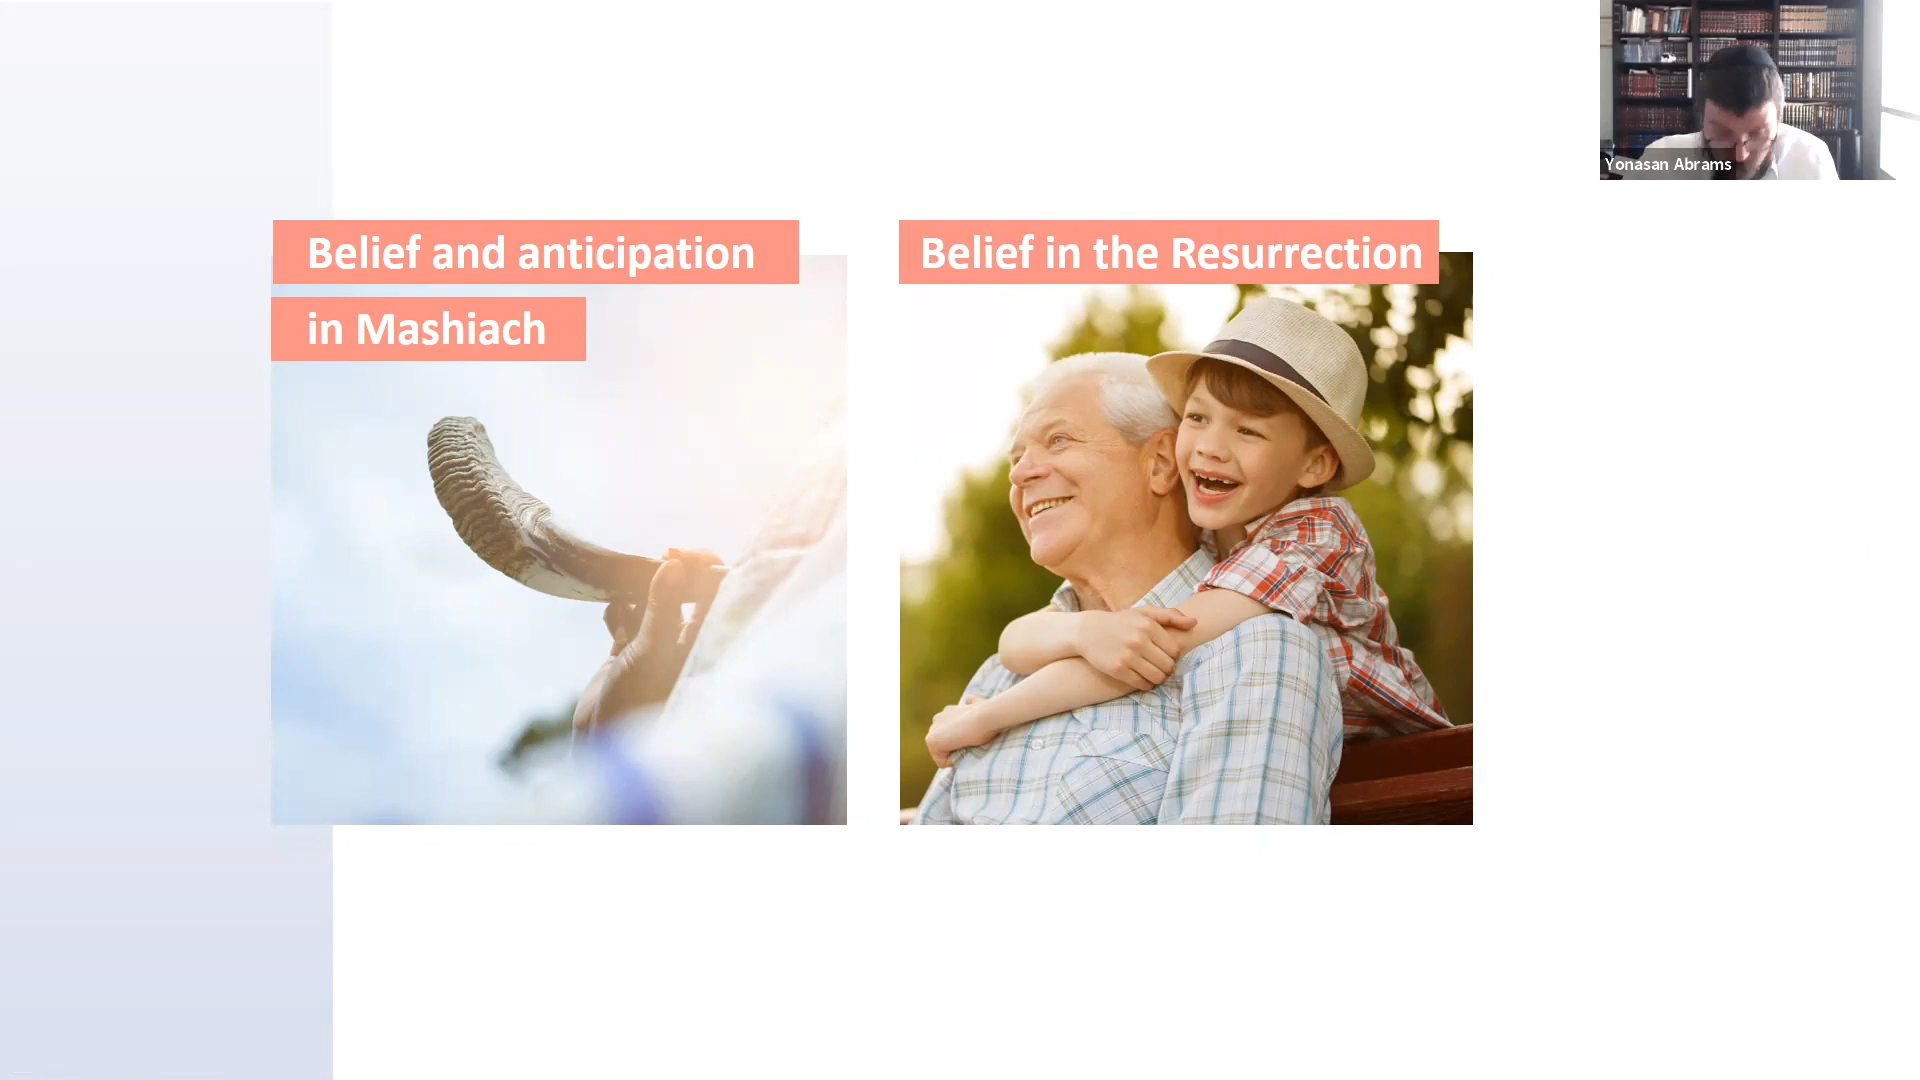 Belief and anticipation
in Mashiach
Belief in the Resurrection
Yonasan Abrams